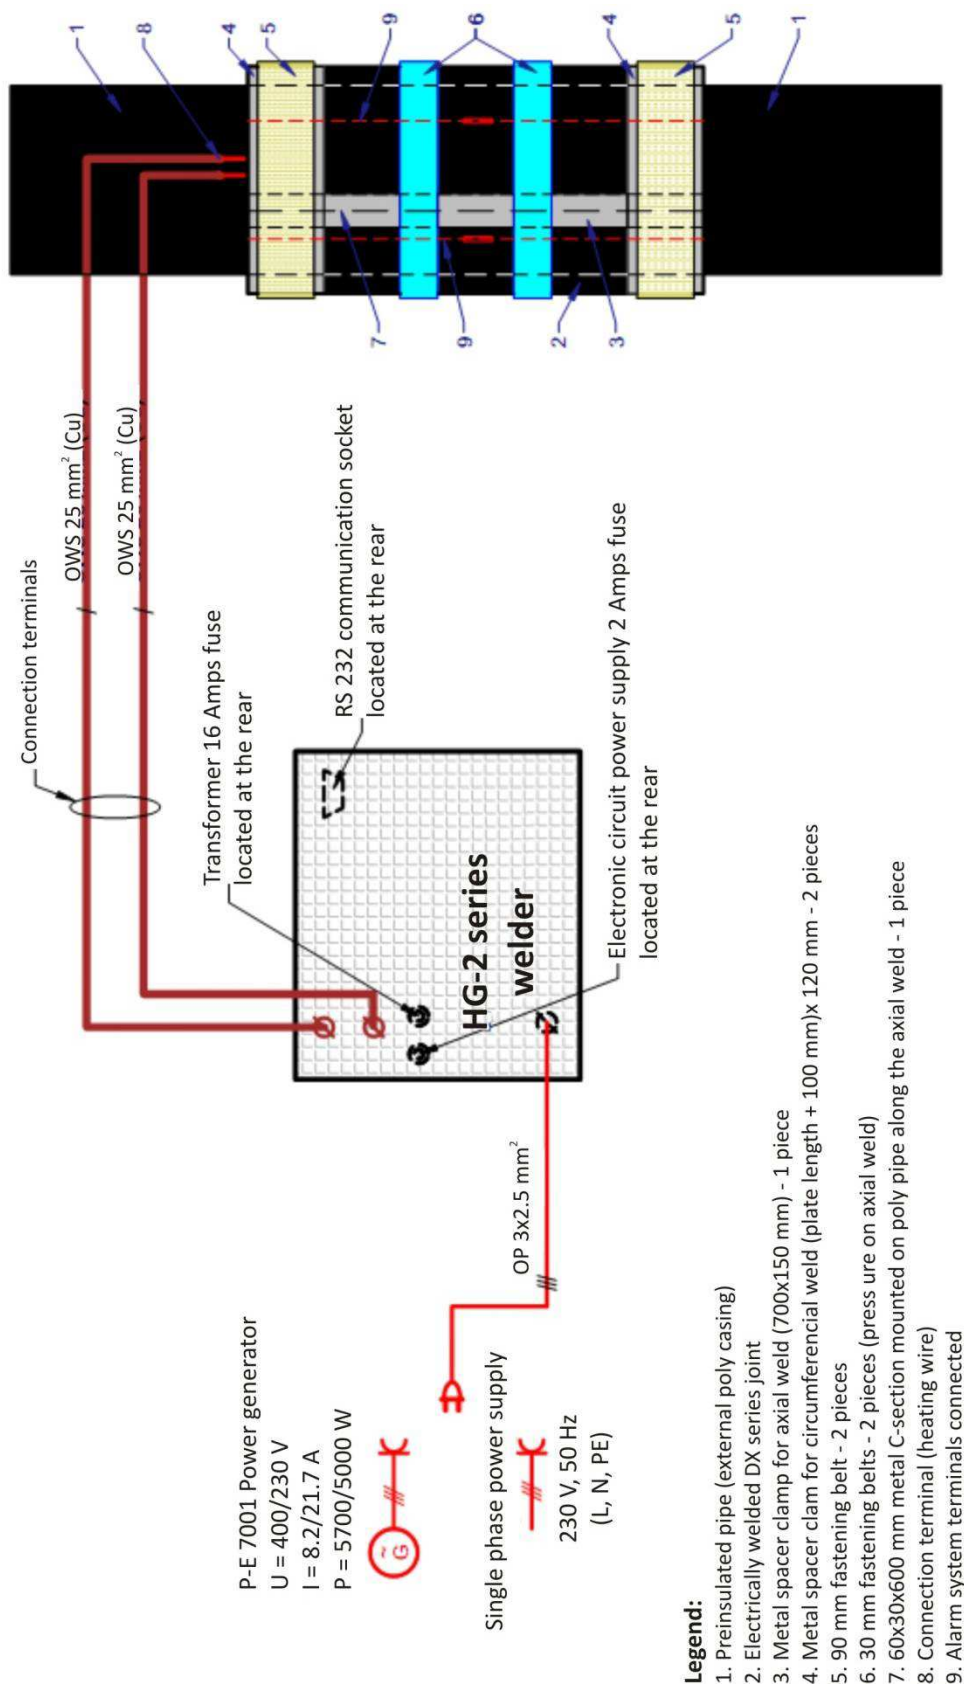 1
8
4
5
9
6
4
5
1
7
9
2
3
OWS 25 mm² (Cu)
OWS 25 mm² (Cu)
Connection terminals
Transformer 16 Amps fuse
located at the rear
RS 232 communication socket
located at the rear
HG-2 series
welder
Electronic circuit power supply 2 Amps fuse
located at the rear
OP 3x2.5 mm²
P-E 7001 Power generator
U = 400/230 V
I = 8.2/21.7 A
P = 5700/5000 W
~
G
Single phase power supply
230 V, 50 Hz
(L, N, PE)
Legend:
1. Preinsulated pipe (external poly casing)
2. Electrically welded DX series joint
3. Metal spacer clamp for axial weld (700x150 mm) - 1 piece
4. Metal spacer clam for circumferencial weld (plate length + 100 mm)x 120 mm - 2 pieces
5. 90 mm fastening belt - 2 pieces
6. 30 mm fastening belts - 2 pieces (press ure on axial weld)
7. 60x30x600 mm metal C-section mounted on poly pipe along the axial weld - 1 piece
8. Connection terminal (heating wire)
9. Alarm system terminals connected